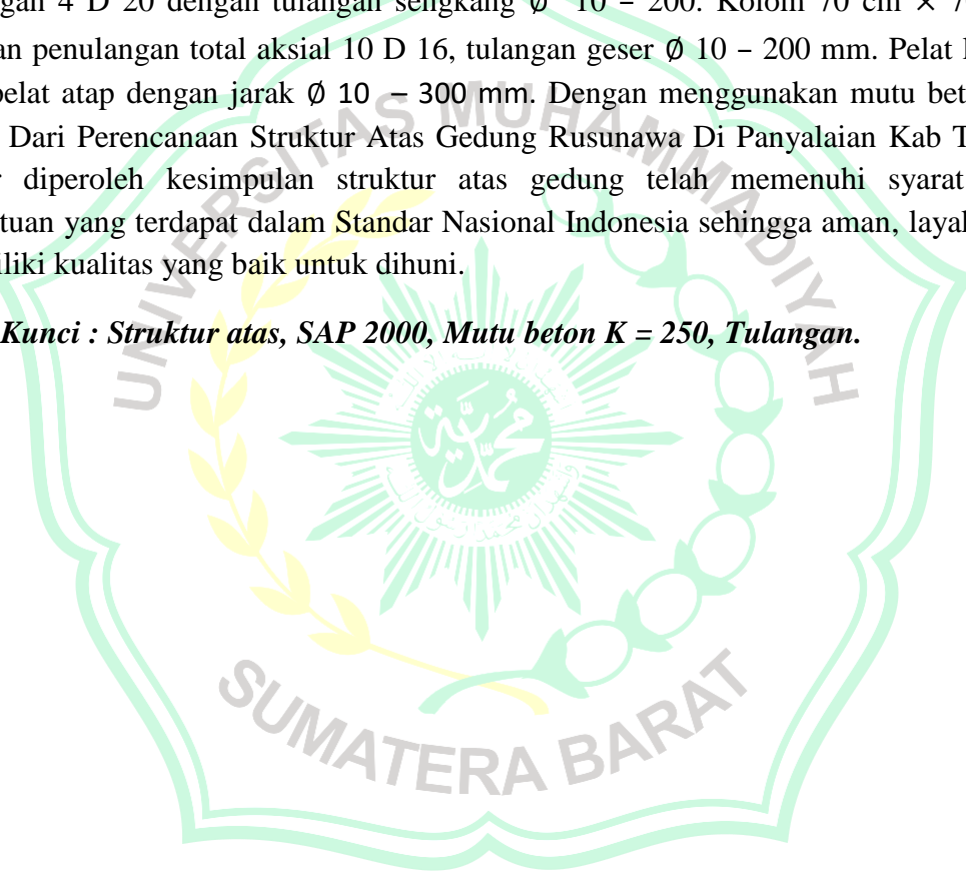 gan 4 D 20 dengan tulangan sengkang Ø 10 – 200. Kolom 70 cm × 7
an penulangan total aksial 10 D 16, tulangan geser Ø 10 – 200 mm. Pelat
pelat atap dengan jarak Ø 10 – 300 mm. Dengan menggunakan mutu bet
Dari Perencanaan Struktur Atas Gedung Rusunawa Di Panyalaian Kab T
diperoleh kesimpulan struktur atas gedung telah memenuhi syarat
tuan yang terdapat dalam Standar Nasional Indonesia sehingga aman, layak
iliki kualitas yang baik untuk dihuni.
Kunci : Struktur atas, SAP 2000, Mutu beton K = 250, Tulangan.
UNIVERSITAS MUHAMMADIYAH
SUMATERA BARAT